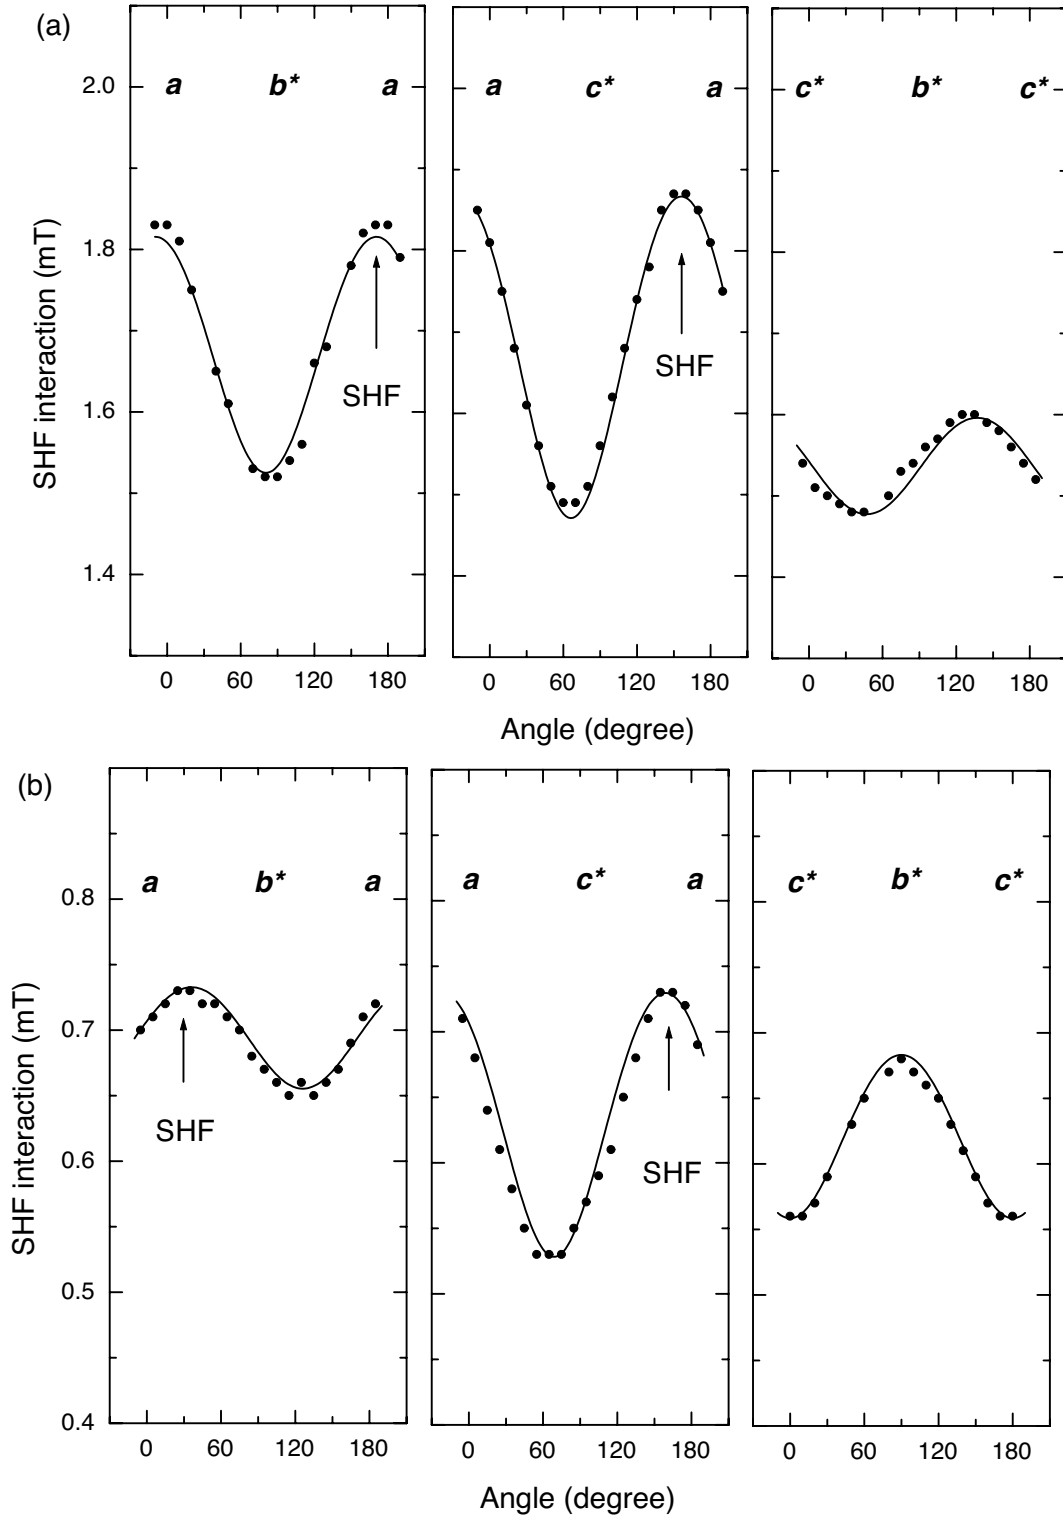 (a)
a b* a
a c* a
c* b* c*
2.0
1.8
1.6
1.4
SHF interaction (mT)
SHF
SHF
0 60 120 180
0 60 120 180
0 60 120 180
Angle (degree)
(b)
a b* a
a c* a
c* b* c*
0.8
0.7
0.6
0.5
0.4
SHF interaction (mT)
SHF
SHF
0 60 120 180
0 60 120 180
0 60 120 180
Angle (degree)